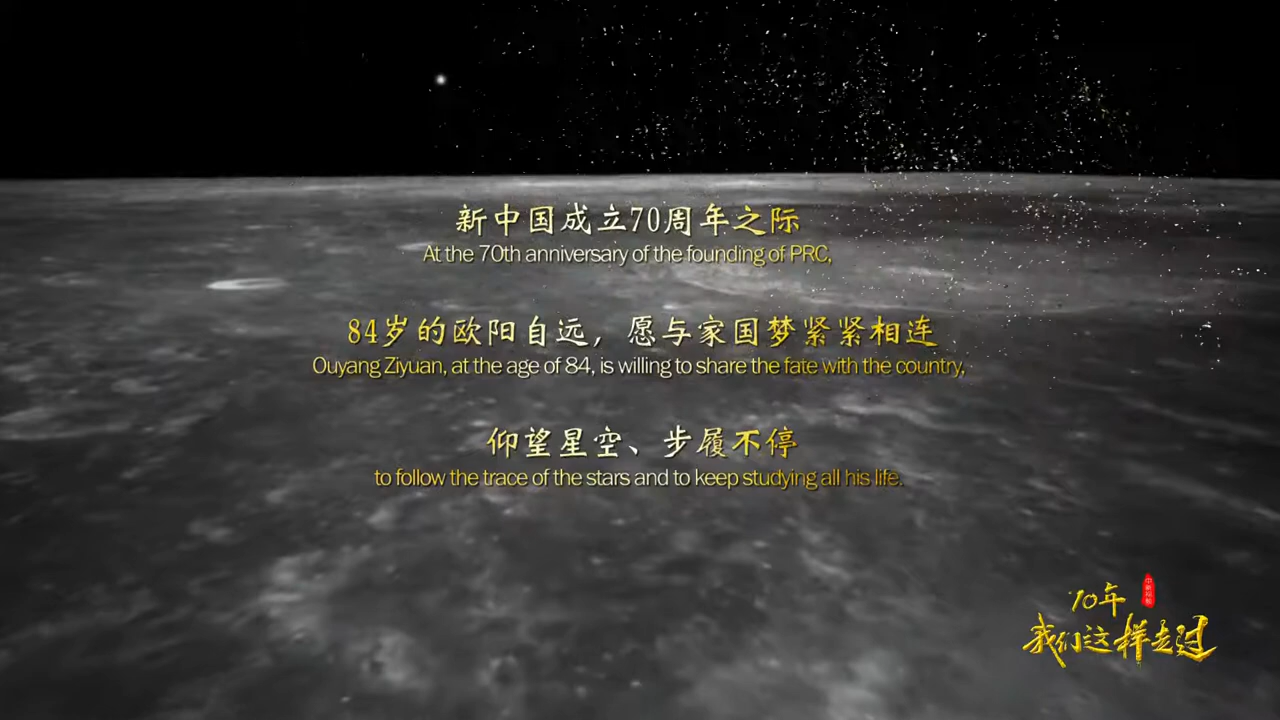 新中国成立70周年之际
At the 70th anniversary of the founding of PRC,
84岁的欧阳自远，愿与家国梦紧紧相连
Ouyang Ziyuan, at the age of 84, is willing to share the fate with the country,
仰望星空、步履不停
to follow the trace of the stars and to keep studying all his life.
70年
我们这样走过